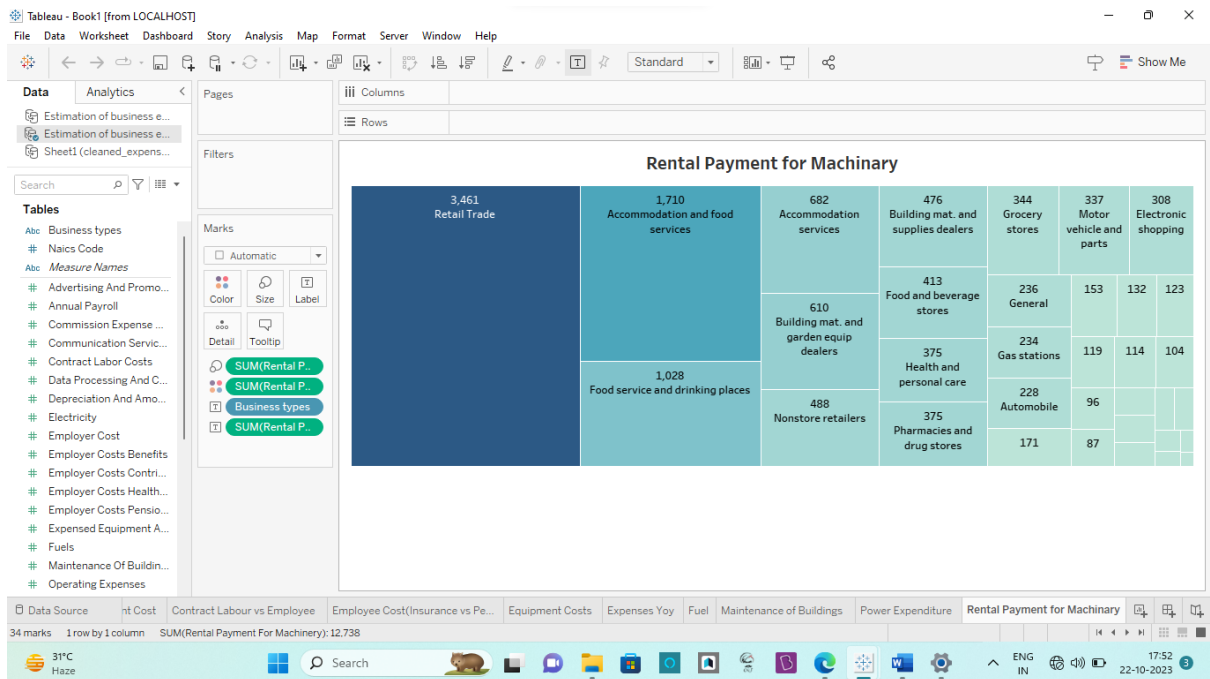 Tableau - Book1 [from LOCALHOST]
File Data Worksheet Dashboard Story Analysis Map Format Server Window Help
Standard
Show Me
Data Analytics
Estimation of business e...
Estimation of business e...
Sheet1 (cleaned_expens...
Search
Tables
Abc Business types
# Naics Code
Abc Measure Names
# Advertising And Promo...
# Annual Payroll
# Commission Expense ...
# Communication Servic...
# Contract Labor Costs
# Data Processing And C...
# Depreciation And Amo...
# Electricity
# Employer Cost
# Employer Costs Benefits
# Employer Costs Contri...
# Employer Costs Health...
# Employer Costs Pensio...
# Expensed Equipment A...
# Fuels
# Maintenance Of Buildin...
# Operating Expenses
Pages
Filters
Marks
Automatic
Color Size Label
Detail Tooltip
SUM(Rental P..
SUM(Rental P..
Business types
SUM(Rental P..
Columns
Rows
Rental Payment for Machinary
3,461
Retail Trade
1,710
Accommodation and food
services
1,028
Food service and drinking places
682
Accommodation
services
610
Building mat. and
garden equip
dealers
488
Nonstore retailers
476
Building mat. and
supplies dealers
413
Food and beverage
stores
375
Health and
personal care
375
Pharmacies and
drug stores
344
Grocery
stores
337
Motor
vehicle and
parts
308
Electronic
shopping
236
General
234
Gas stations
228
Automobile
171
153 132 123
119 114 104
96
87
Data Source nt Cost Contract Labour vs Employee Employee Cost(Insurance vs Pe... Equipment Costs Expenses Yoy Fuel Maintenance of Buildings Power Expenditure Rental Payment for Machinary
34 marks 1 row by 1 column SUM(Rental Payment For Machinery): 12.738
31°C
Haze
Search
ENG
IN
17:52
22-10-2023
3